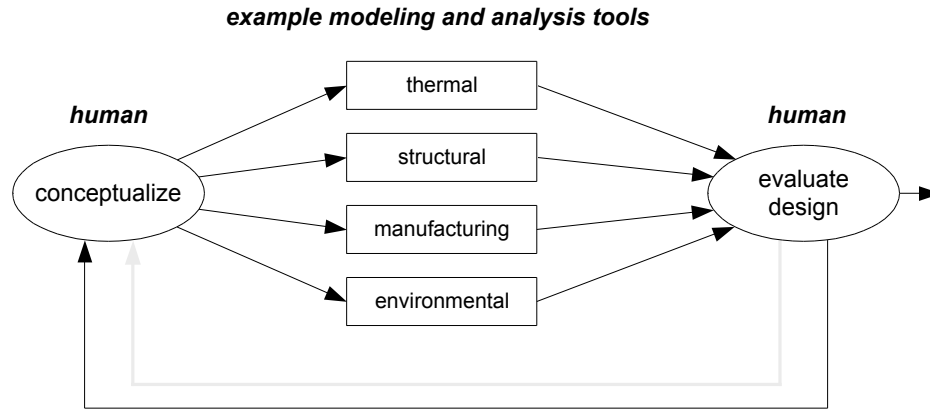 example modeling and analysis tools
human
human
thermal
structural
manufacturing
environmental
conceptualize
evaluate
design